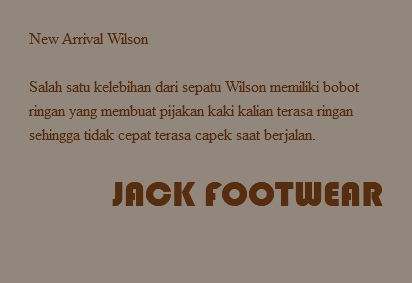 New Arrival Wilson
Salah satu kelebihan dari sepatu Wilson memiliki bobot
ringan yang membuat pijakan kaki kalian terasa ringan
sehingga tidak cepat terasa capek saat berjalan.
JACK FOOTWEAR